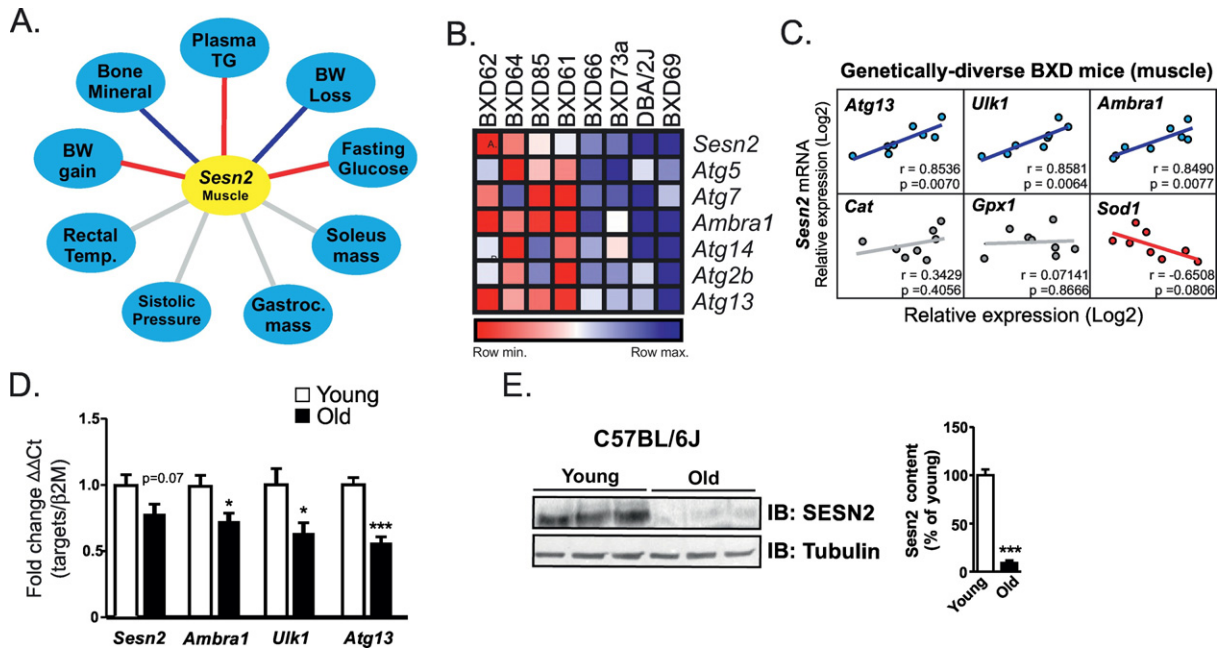 A.
Plasma
TG
Bone
Mineral
BW
Loss
BW
gain
Fasting
Glucose
Sesn2
Muscle
Rectal
Temp.
Soleus
mass
Sistolic
Pressure
Gastroc.
mass
B.
BXD62
BXD64
BXD85
BXD61
BXD66
BXD73a
DBA/2J
BXD69
A.
Sesn2
Atg5
Atg7
Ambra1
Atg14
Atg2b
Atg13
Row min.
Row max.
C.
Genetically-diverse BXD mice (muscle)
Sesn2 mRNA
Relative expression (Log2)
Atg13
r = 0.8536
p =0.0070
Ulk1
r = 0.8581
p = 0.0064
Ambra1
r = 0.8490
p = 0.0077
Cat
r = 0.3429
p =0.4056
Gpx1
r = 0.07141
p =0.8666
Sod1
r = -0.6508
p =0.0806
Relative expression (Log2)
D.
Young
Old
Fold change ΔΔCt
(targets/β2M)
1.5
1.0
0.5
0
p=0.07
*
*
***
Sesn2
Ambra1
Ulk1
Atg13
E.
C57BL/6J
Young
Old
IB: SESN2
IB: Tubulin
Sesn2 content
(% of young)
150
100
50
0
***
Young
Old